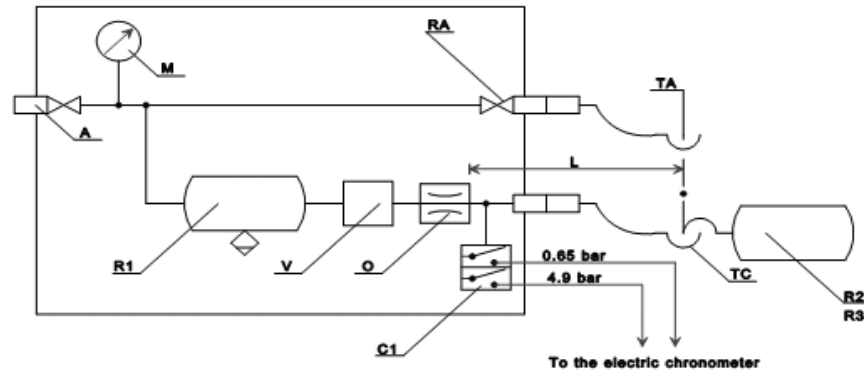 RA
M
TA
A
L
0.65 bar
R1
V
O
4.9 bar
TC
R2
R3
C1
To the electric chronometer